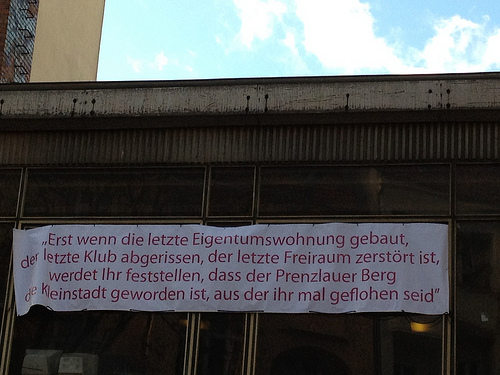 „Erst wenn die letzte Eigentumswohnung gebaut,
der letzte Klub abgerissen, der letzte Freiraum zerstört ist,
werdet Ihr feststellen, dass der Prenzlauer Berg
die Kleinstadt geworden ist, aus der ihr mal geflohen seid"